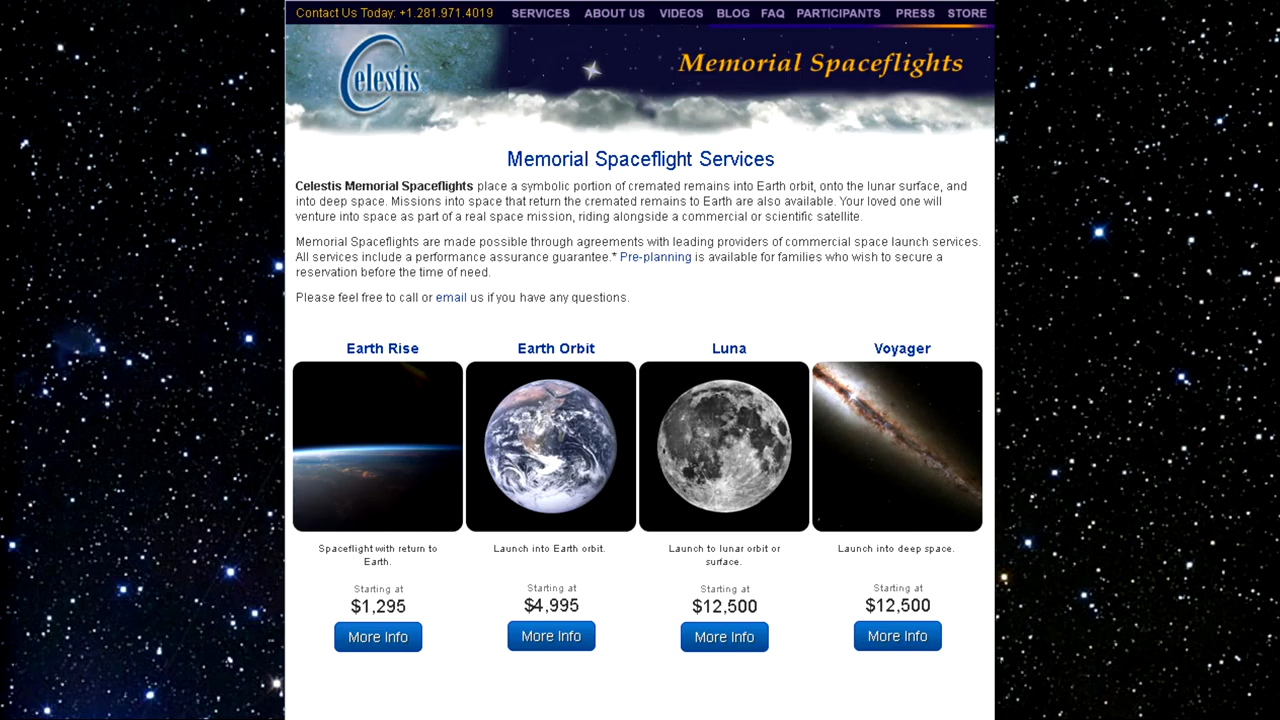 Contact Us Today: +1.281.971.4019 SERVICES ABOUT US VIDEOS BLOG FAQ PARTICIPANTS PRESS STORE
Celestis
Memorial Spaceflights
Memorial Spaceflight Services
Celestis Memorial Spaceflights place a symbolic portion of cremated remains into Earth orbit, onto the lunar surface, and
into deep space. Missions into space that return the cremated remains to Earth are also available. Your loved one will
venture into space as part of a real space mission, riding alongside a commercial or scientific satellite.
Memorial Spaceflights are made possible through agreements with leading providers of commercial space launch services.
All services include a performance assurance guarantee.* Pre-planning is available for families who wish to secure a
reservation before the time of need.
Please feel free to call or email us if you have any questions.
Earth Rise Earth Orbit Luna Voyager
Spaceflight with return to
Earth.
Starting at
$1,295
More Info
Launch into Earth orbit.
Starting at
$4,995
More Info
Launch to lunar orbit or
surface.
Starting at
$12,500
More Info
Launch into deep space.
Starting at
$12,500
More Info